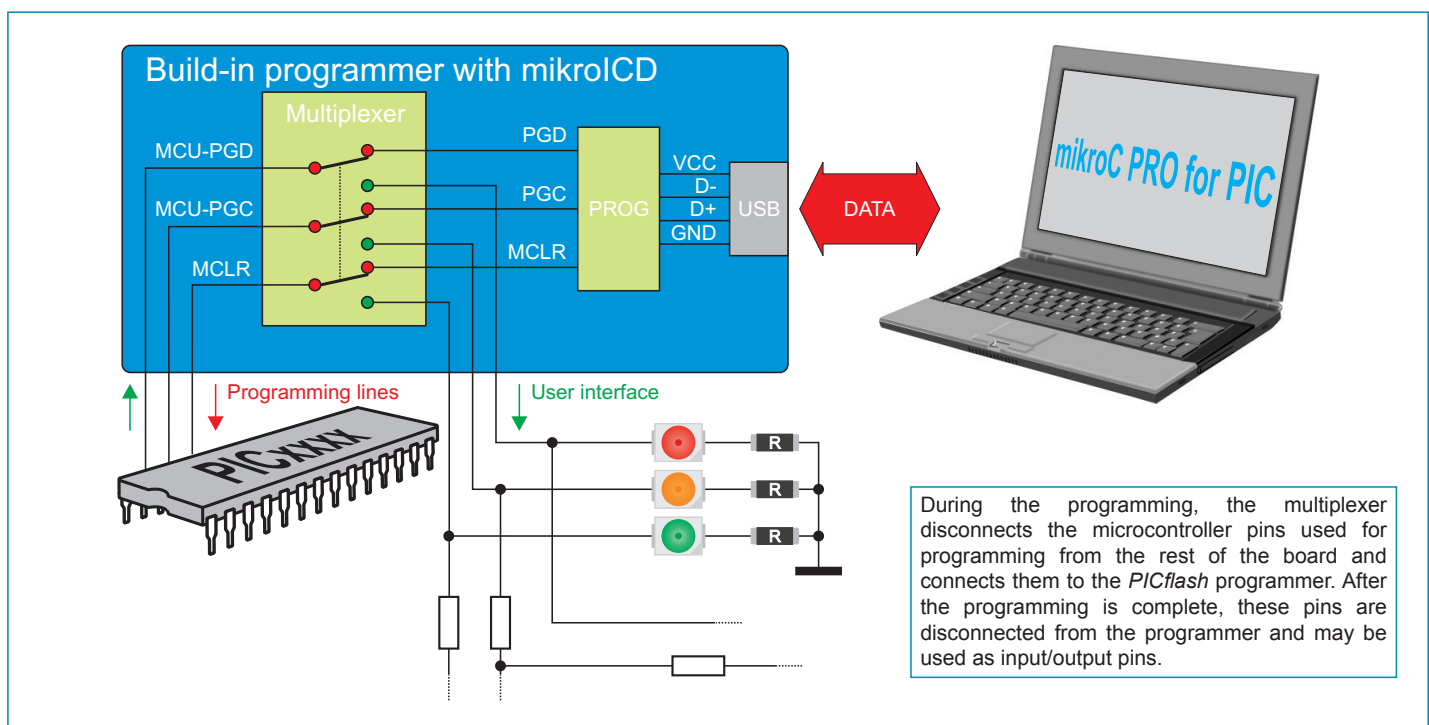 Build-in programmer with mikroICD
Multiplexer
MCU-PGD
MCU-PGC
MCLR
PGD
PGC
MCLR
PROG
VCC
D-
D+
GND
USB
DATA
mikroC PRO for PIC
Programming lines
User interface
PICxxxx
R
R
R
During the programming, the multiplexer
disconnects the microcontroller pins used for
programming from the rest of the board and
connects them to the PICflash programmer. After
the programming is complete, these pins are
disconnected from the programmer and may be
used as input/output pins.